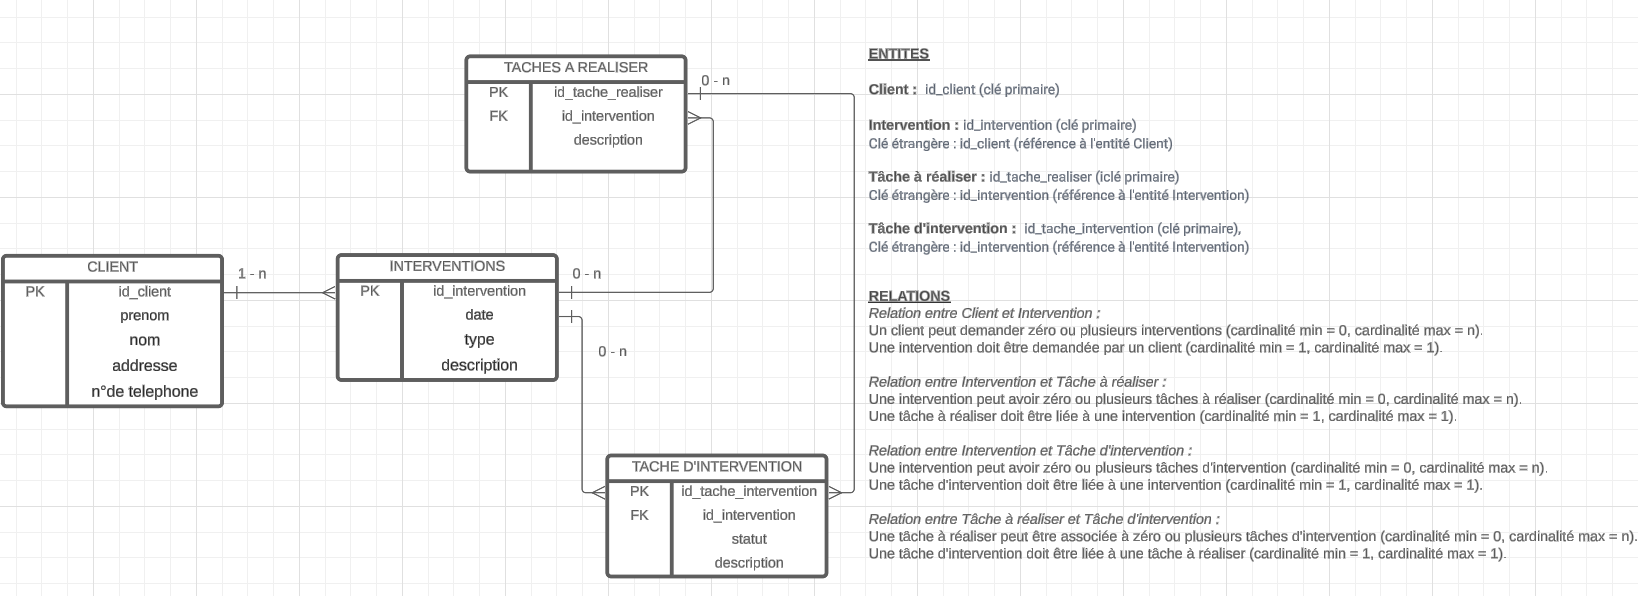 TACHES A REALISER
PK id_tache_realiser
FK id_intervention
description
0 - n
CLIENT
PK id_client
prenom
nom
addresse
n°de telephone
1 - n
INTERVENTIONS
PK id_intervention
date
type
description
0 - n
0 - n
TACHE D'INTERVENTION
PK id_tache_intervention
FK id_intervention
statut
description
ENTITES
Client : id_client (clé primaire)
Intervention : id_intervention (clé primaire)
Clé étrangère : id_client (référence à l'entité Client)
Tâche à réaliser : id_tache_realiser (iclé primaire)
Clé étrangère : id_intervention (référence à l'entité Intervention)
Tâche d'intervention : id_tache_intervention (clé primaire),
Clé étrangère : id_intervention (référence à l'entité Intervention)
RELATIONS
Relation entre Client et Intervention :
Un client peut demander zéro ou plusieurs interventions (cardinalité min = 0, cardinalité max = n).
Une intervention doit être demandée par un client (cardinalité min = 1, cardinalité max = 1).
Relation entre Intervention et Tâche à réaliser :
Une intervention peut avoir zéro ou plusieurs tâches à réaliser (cardinalité min = 0, cardinalité max = n).
Une tâche à réaliser doit être liée à une intervention (cardinalité min = 1, cardinalité max = 1).
Relation entre Intervention et Tâche d'intervention :
Une intervention peut avoir zéro ou plusieurs tâches d'intervention (cardinalité min = 0, cardinalité max = n).
Une tâche d'intervention doit être liée à une intervention (cardinalité min = 1, cardinalité max = 1).
Relation entre Tâche à réaliser et Tâche d'intervention :
Une tâche à réaliser peut être associée à zéro ou plusieurs tâches d'intervention (cardinalité min = 0, cardinalité max = n).
Une tâche d'intervention doit être liée à une tâche à réaliser (cardinalité min = 1, cardinalité max = 1).